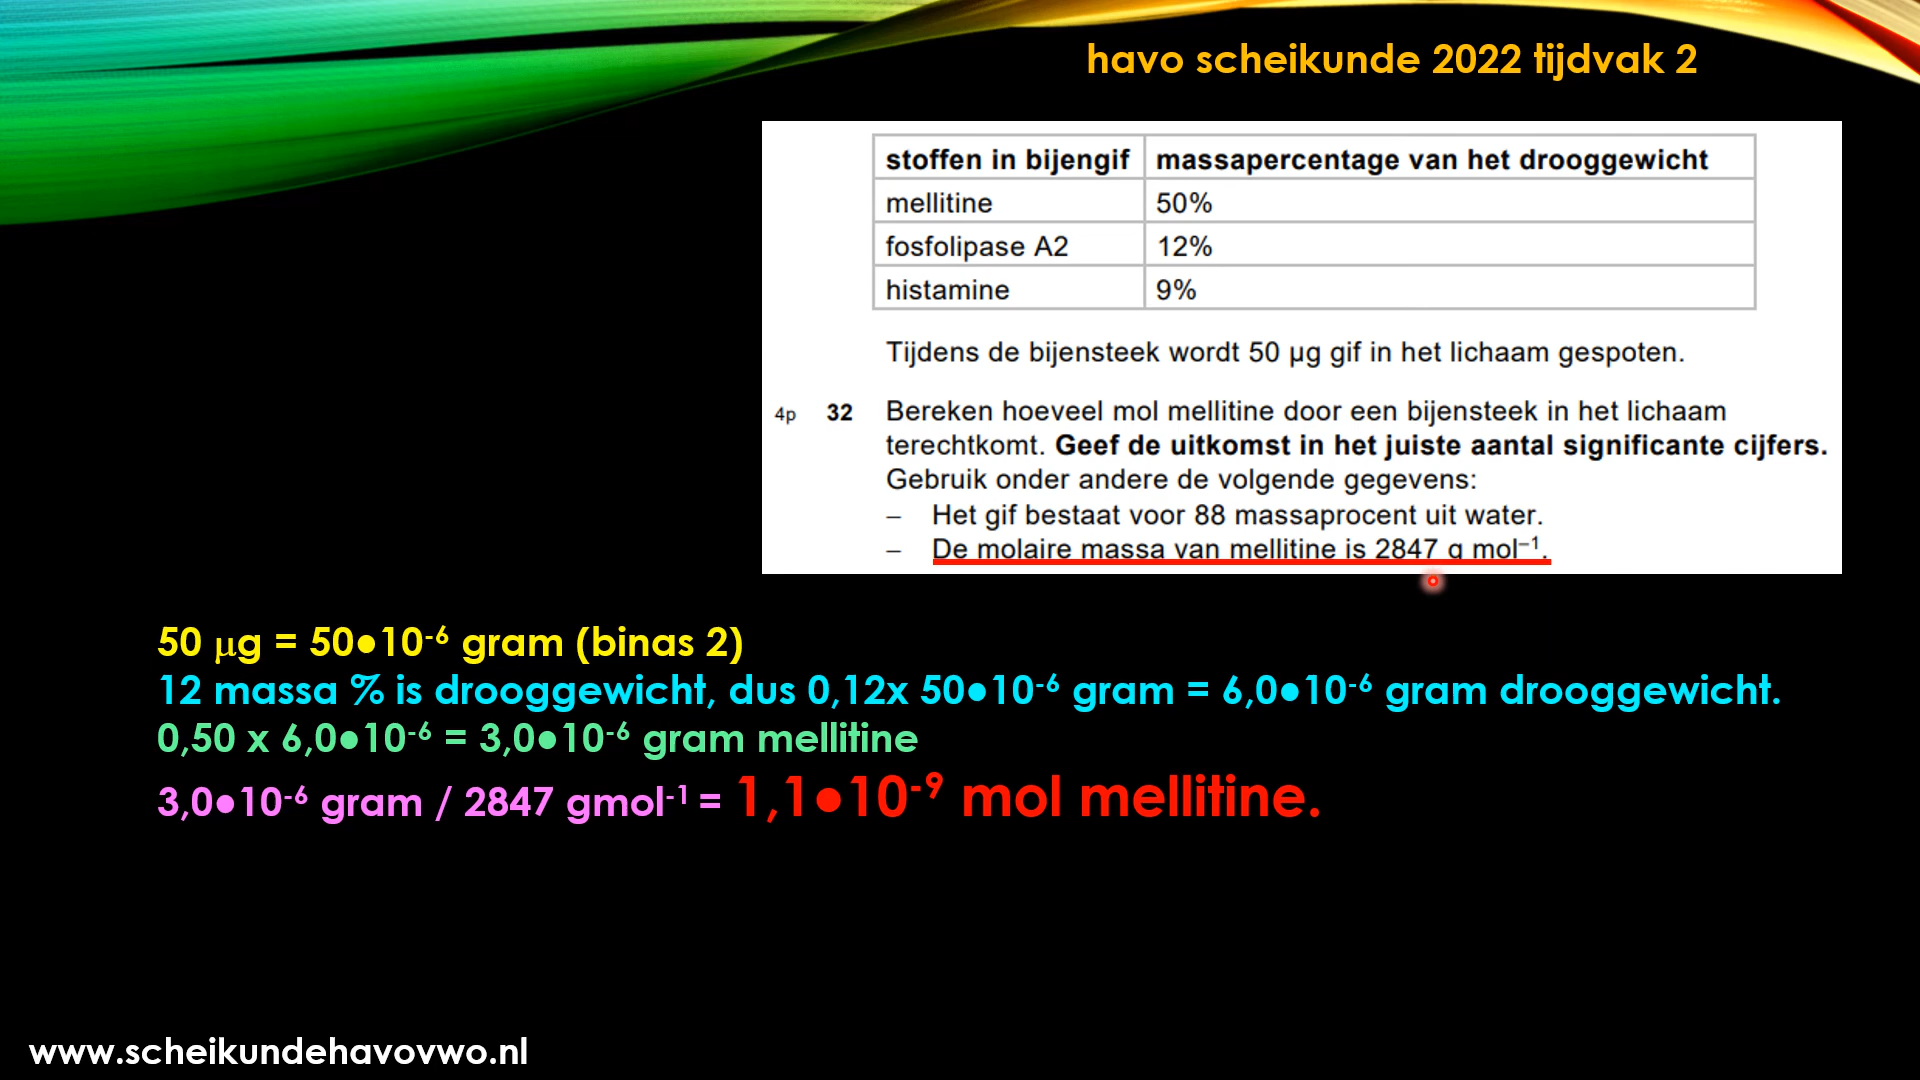 havo scheikunde 2022 tijdvak 2
stoffen in bijengif massapercentage van het drooggewicht
mellitine 50%
fosfolipase A2 12%
histamine 9%
Tijdens de bijensteek wordt 50 µg gif in het lichaam gespoten.
4p 32 Bereken hoeveel mol mellitine door een bijensteek in het lichaam
terechtkomt. Geef de uitkomst in het juiste aantal significante cijfers.
Gebruik onder andere de volgende gegevens:
– Het gif bestaat voor 88 massaprocent uit water.
– De molaire massa van mellitine is 2847 g mol⁻¹.
50 µg = 50●10⁻⁶ gram (binas 2)
12 massa % is drooggewicht, dus 0,12x 50●10⁻⁶ gram = 6,0●10⁻⁶ gram drooggewicht.
0,50 x 6,0●10⁻⁶ = 3,0●10⁻⁶ gram mellitine
3,0●10⁻⁶ gram / 2847 gmol⁻¹ = 1,1●10⁻⁹ mol mellitine.
www.scheikundehavovwo.nl